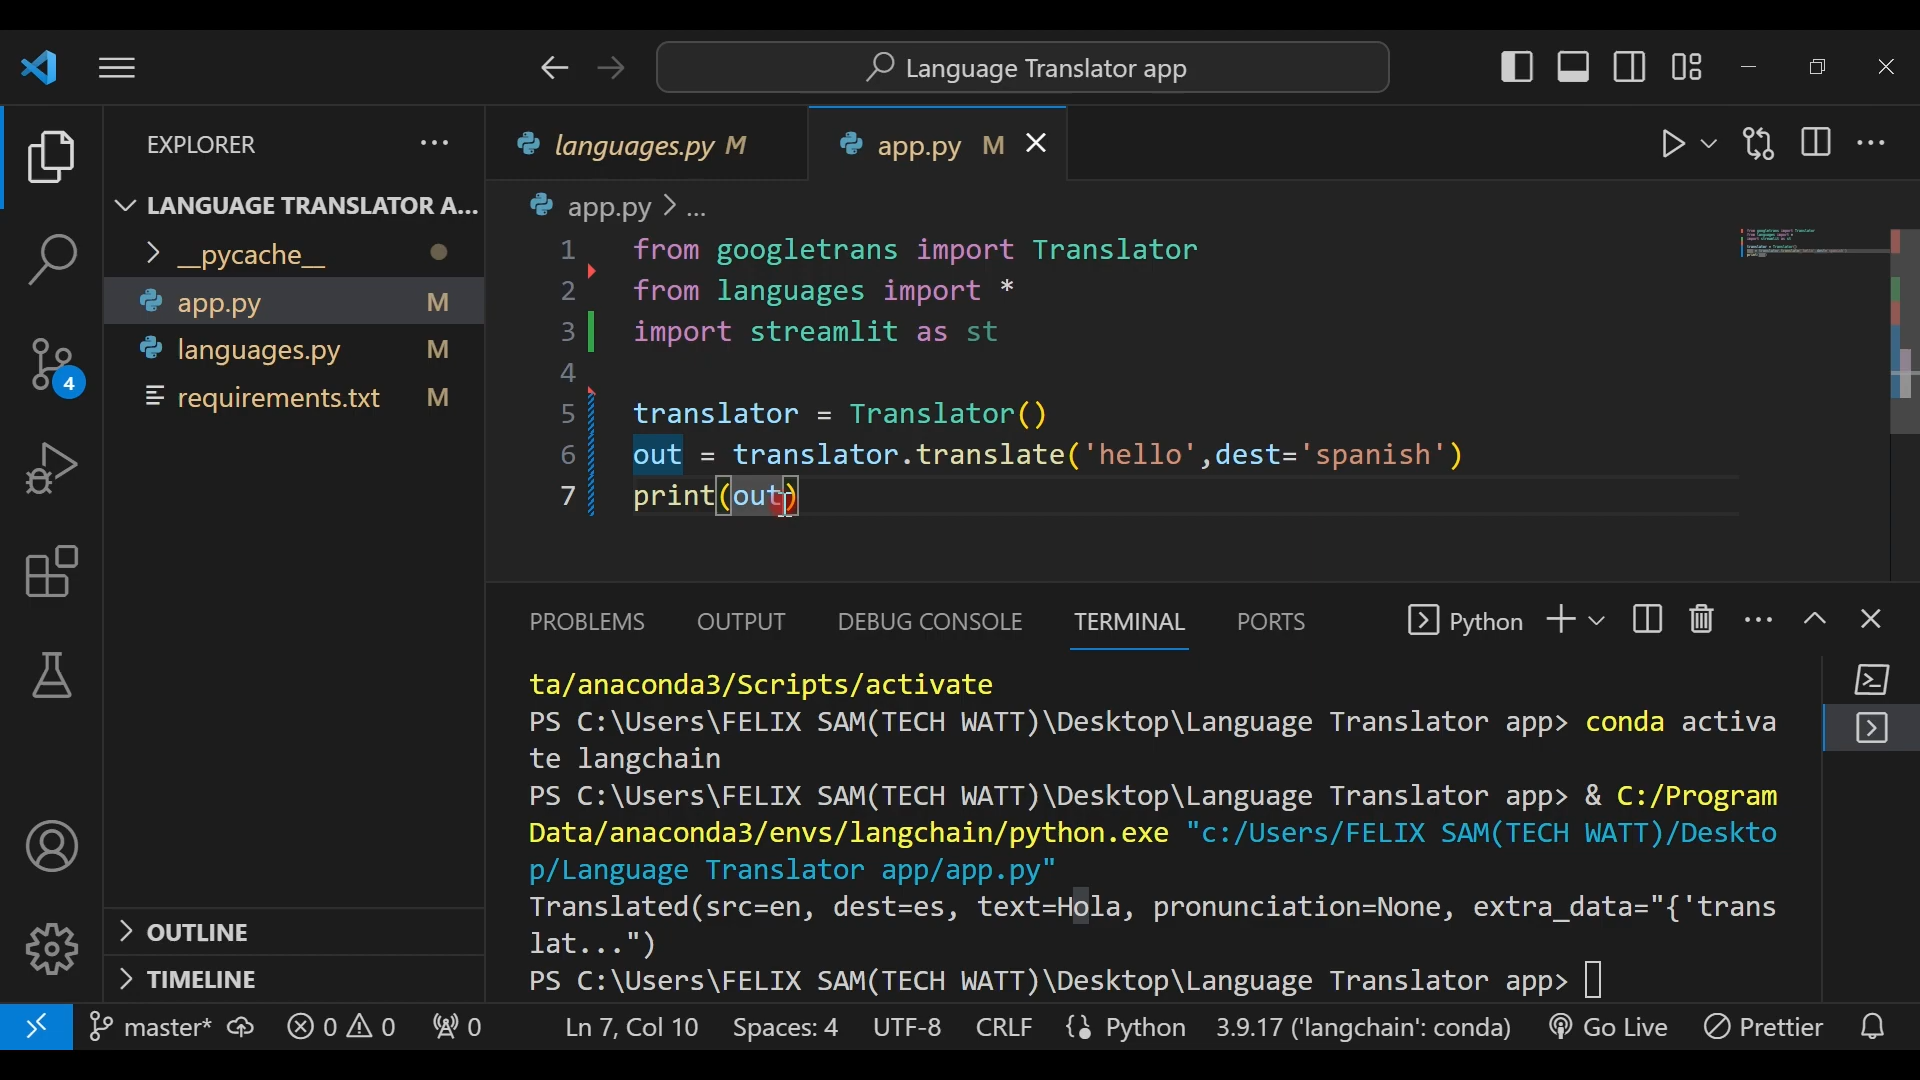 Language Translator app
EXPLORER
LANGUAGE TRANSLATOR A...
__pycache__
app.py M
languages.py M
requirements.txt M
OUTLINE
TIMELINE
4
languages.py M
app.py M
app.py > ...
1 from googletrans import Translator
2 from languages import *
3 import streamlit as st
4
5 translator = Translator()
6 out = translator.translate('hello',dest='spanish')
7 print(out)
PROBLEMS OUTPUT DEBUG CONSOLE TERMINAL PORTS
Python
ta/anaconda3/Scripts/activate
PS C:\Users\FELIX SAM(TECH WATT)\Desktop\Language Translator app> conda activa
te langchain
PS C:\Users\FELIX SAM(TECH WATT)\Desktop\Language Translator app> & C:/Program
Data/anaconda3/envs/langchain/python.exe "c:/Users/FELIX SAM(TECH WATT)/Deskto
p/Language Translator app/app.py"
Translated(src=en, dest=es, text=Hola, pronunciation=None, extra_data="{'trans
lat...")
PS C:\Users\FELIX SAM(TECH WATT)\Desktop\Language Translator app>
master* 0 0 0 Ln 7, Col 10 Spaces: 4 UTF-8 CRLF Python 3.9.17 ('langchain': conda) Go Live Prettier